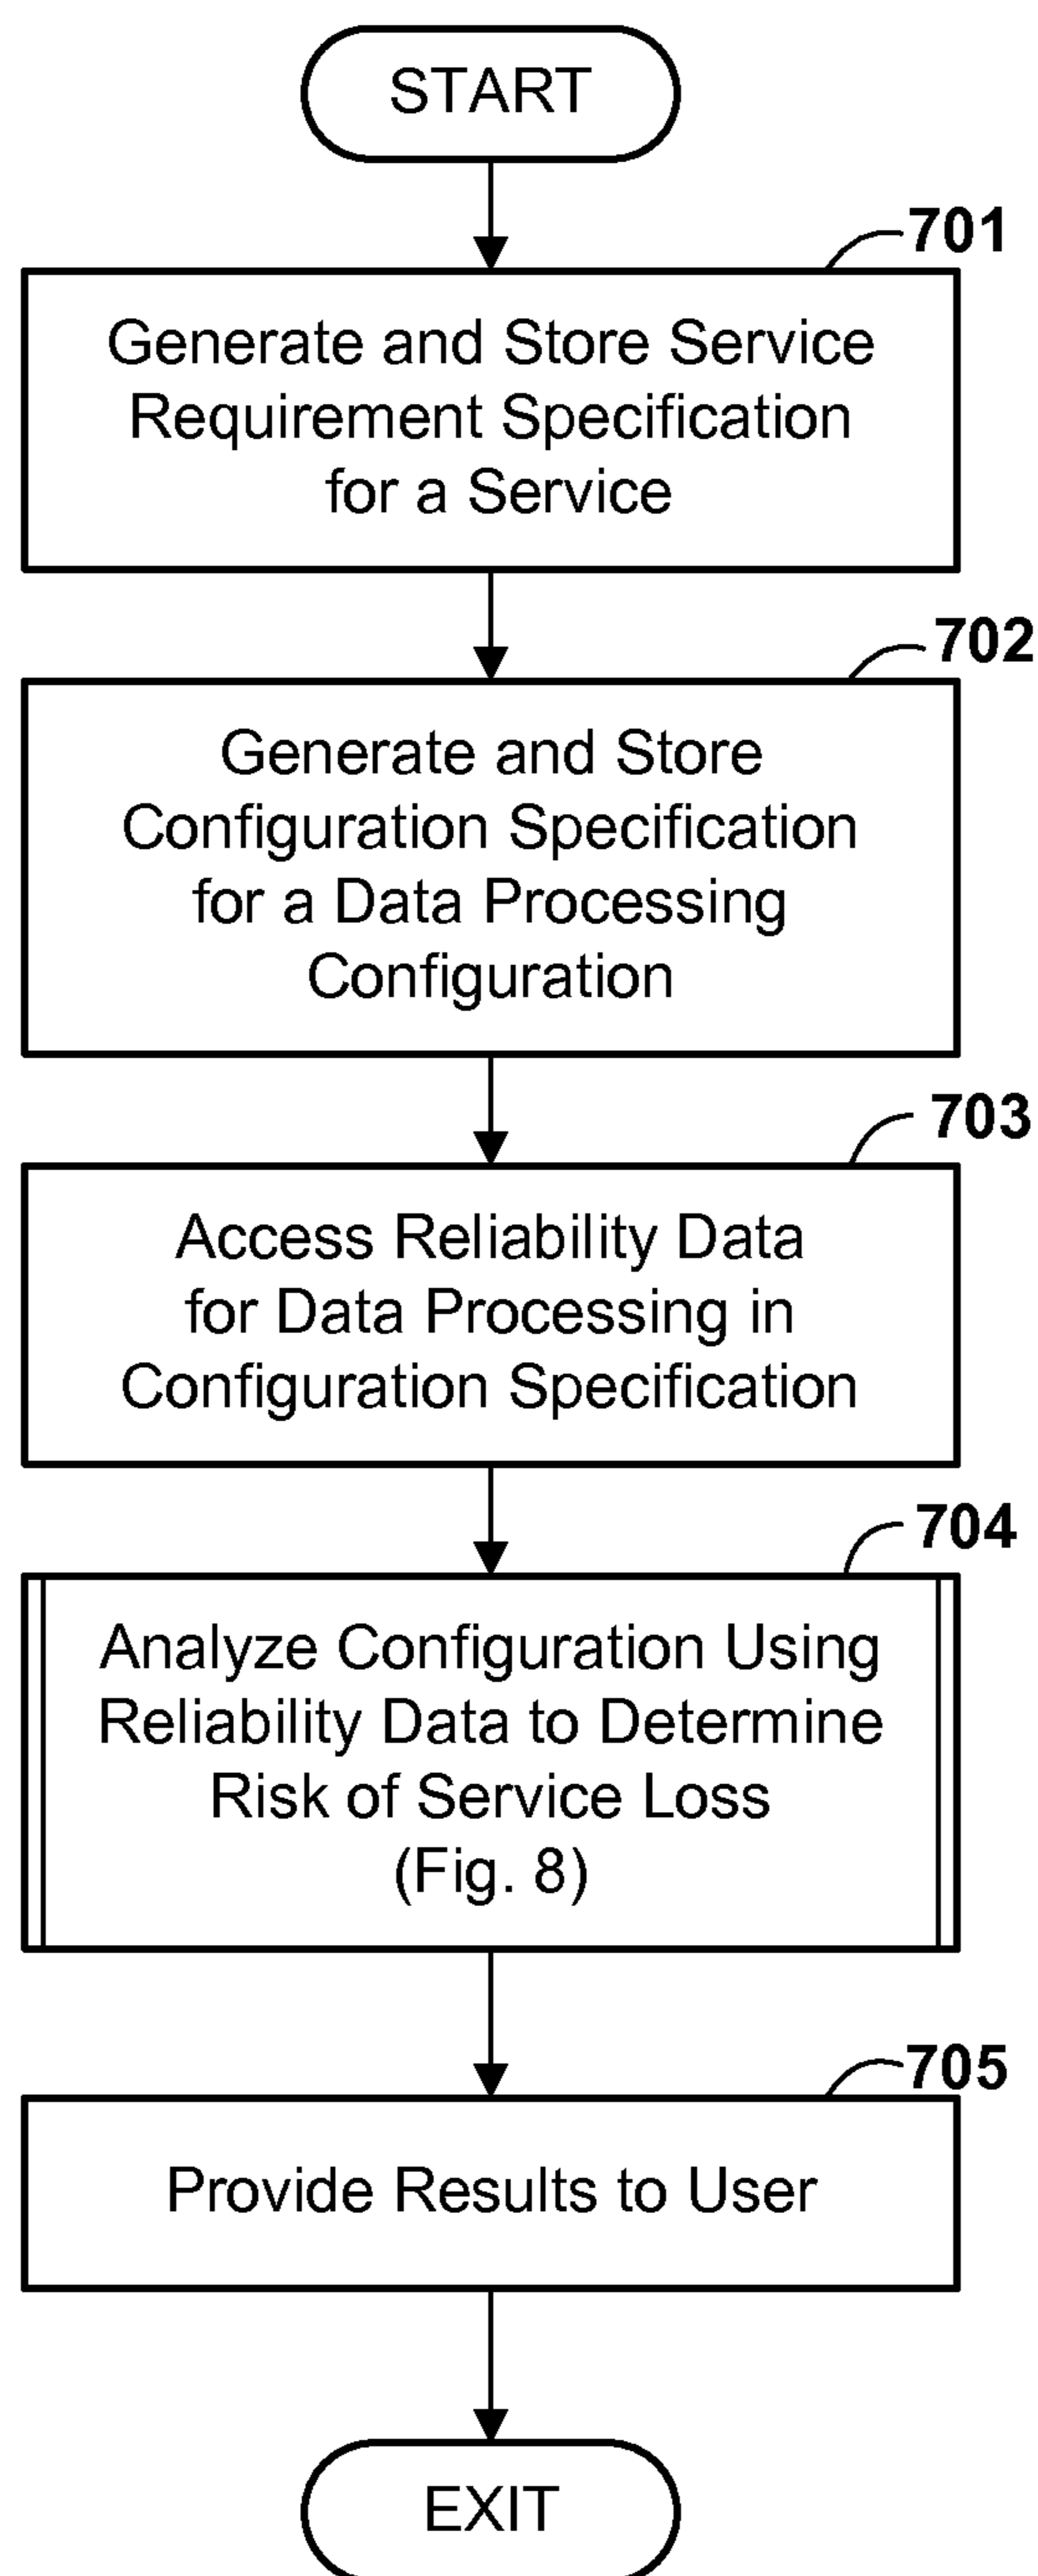 START
701
Generate and Store Service
Requirement Specification
for a Service
702
Generate and Store
Configuration Specification
for a Data Processing
Configuration
703
Access Reliability Data
for Data Processing in
Configuration Specification
704
Analyze Configuration Using
Reliability Data to Determine
Risk of Service Loss
(Fig. 8)
705
Provide Results to User
EXIT